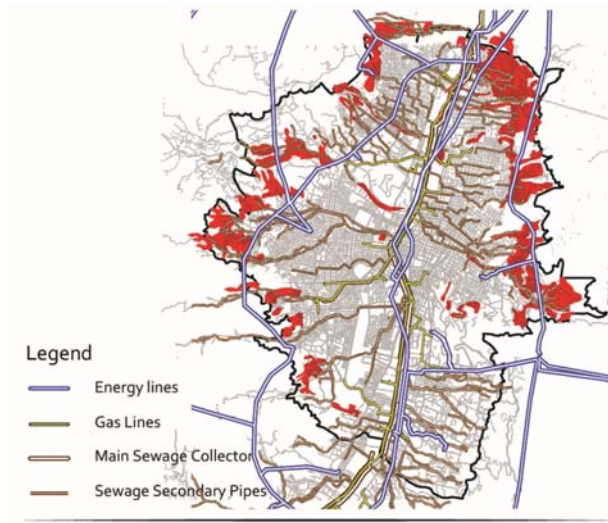 Legend
Energy lines
Gas Lines
Main Sewage Collector
Sewage Secondary Pipes